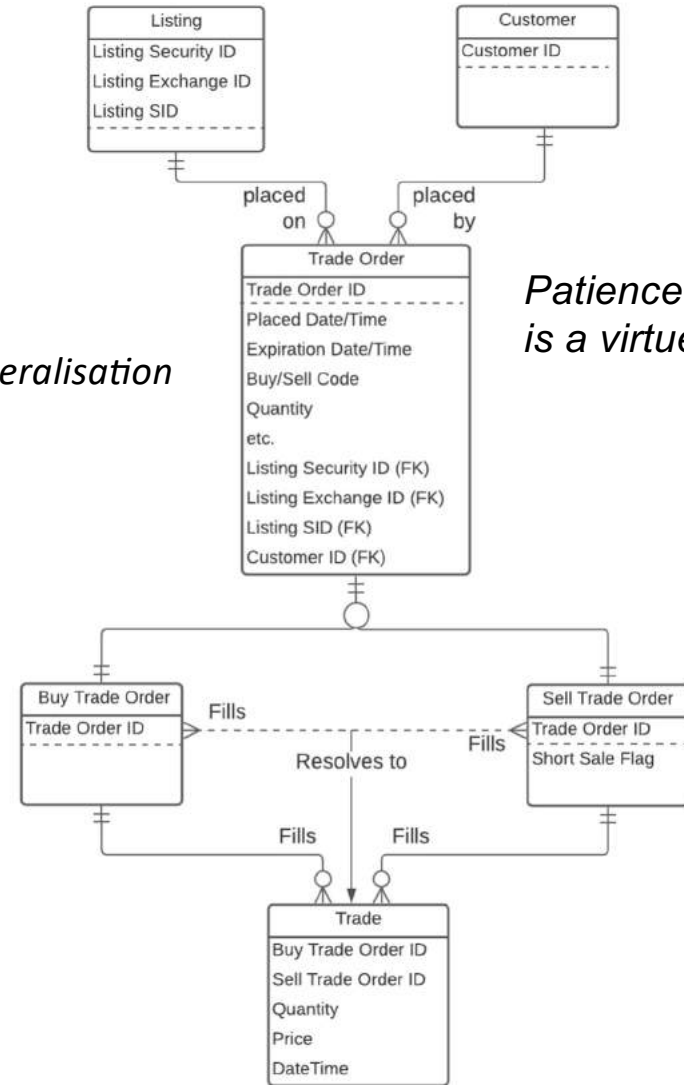 Listing
Listing Security ID
Listing Exchange ID
Listing SID
Customer
Customer ID
placed
on
placed
by
Trade Order
Trade Order ID
Placed Date/Time
Expiration Date/Time
Buy/Sell Code
Quantity
etc.
Listing Security ID (FK)
Listing Exchange ID (FK)
Listing SID (FK)
Customer ID (FK)
eralisation
Patience
is a virtue
Buy Trade Order
Trade Order ID
Fills
Fills
Resolves to
Sell Trade Order
Trade Order ID
Short Sale Flag
Fills
Fills
Trade
Buy Trade Order ID
Sell Trade Order ID
Quantity
Price
DateTime